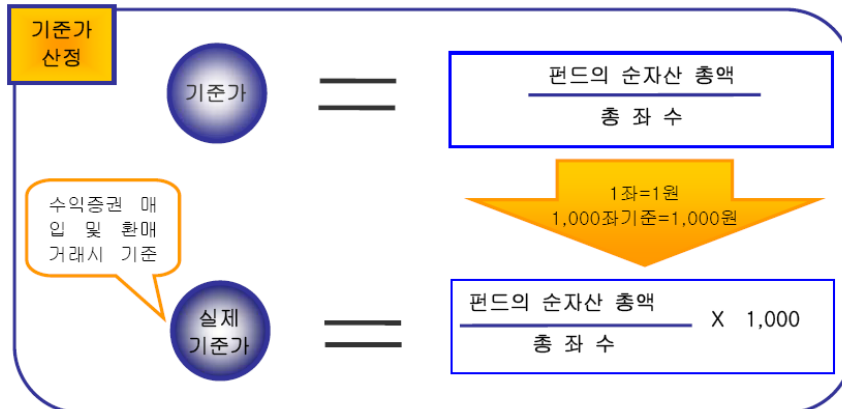 기준가
산정
기준가
펀드의 순자산 총액
총 좌 수
1좌=1원
1,000좌기준=1,000원
수익증권 매
입 및 환매
거래시 기준
실제
기준가
펀드의 순자산 총액
총 좌 수
X 1,000